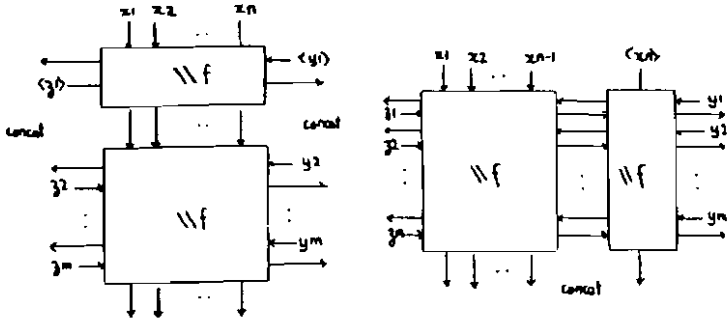 x1 x2 .. xn
⟨y1⟩
⟨z1⟩
\\f
concat .. concat
y2
z2
\\f
ym
zm
..
x1 x2 .. xn-1 ⟨xn⟩
y1
z1
y2
z2
\\f \\f
ym
zn
..
concat